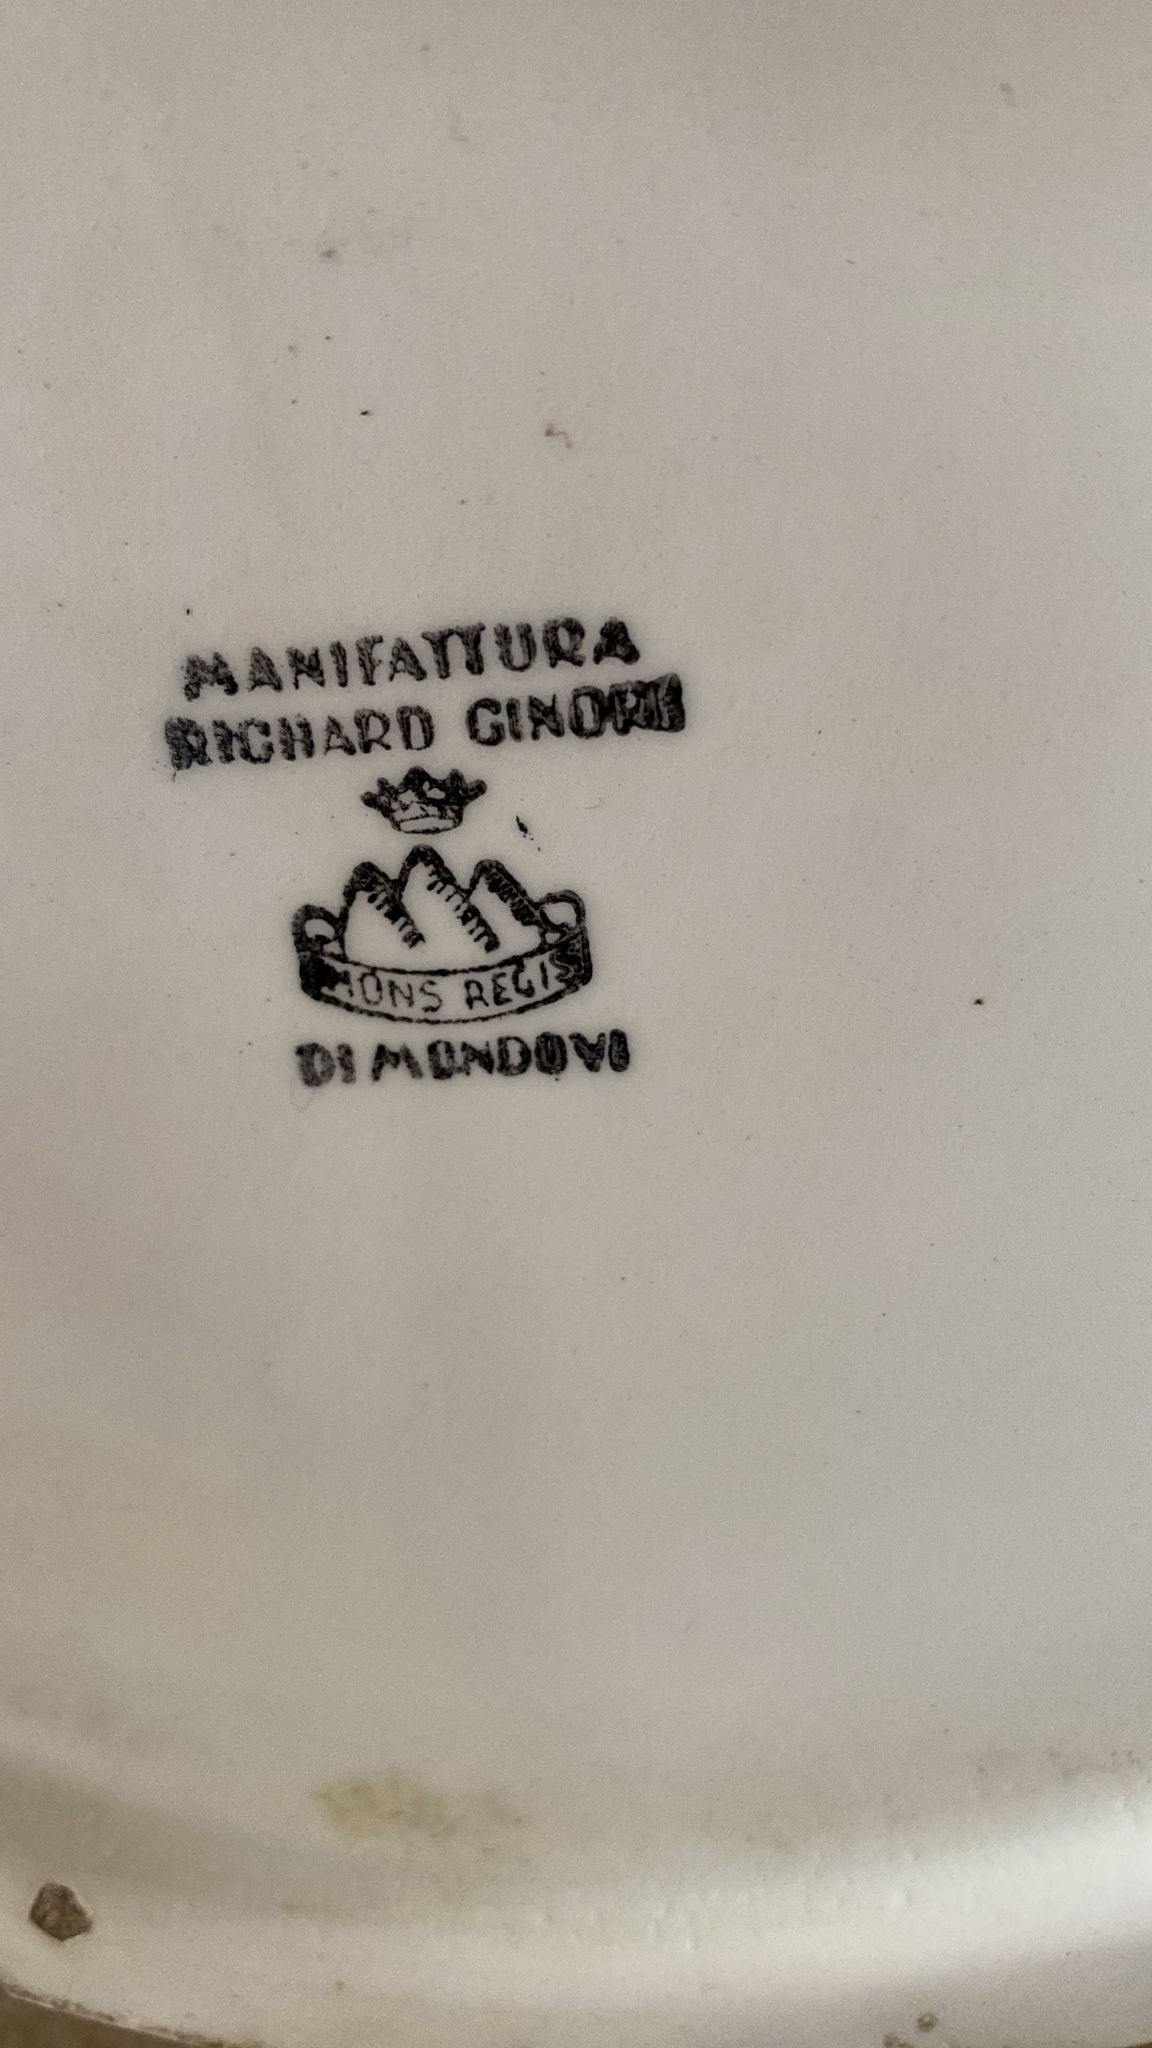 MANIFATTURA
RICHARD GINORI
MONS REGIS
DI MONDOVI